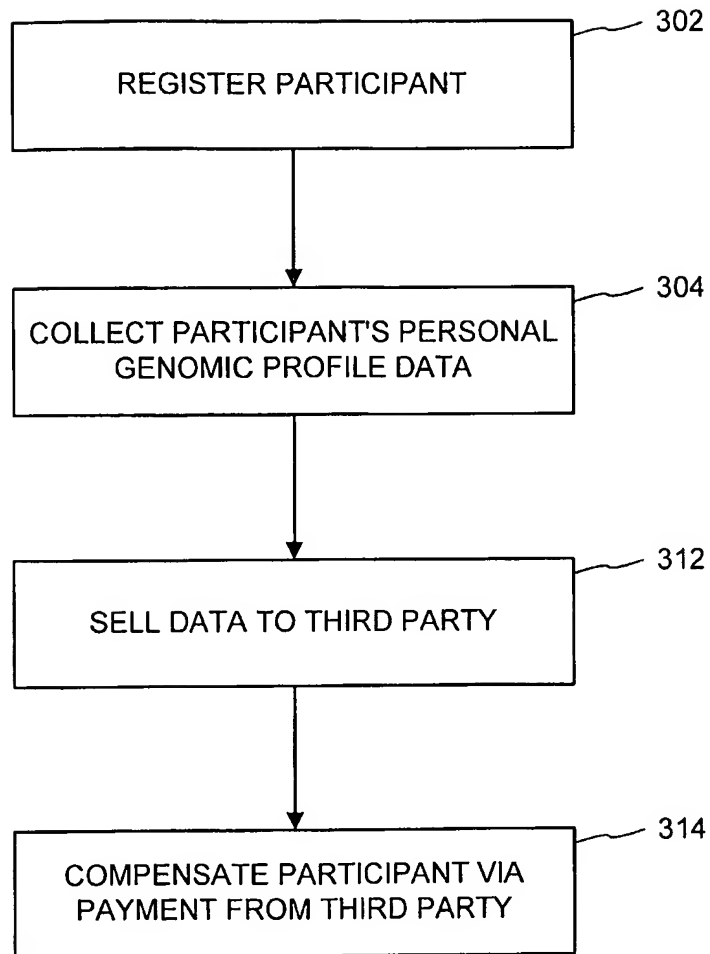 302
REGISTER PARTICIPANT
304
COLLECT PARTICIPANT'S PERSONAL
GENOMIC PROFILE DATA
312
SELL DATA TO THIRD PARTY
314
COMPENSATE PARTICIPANT VIA
PAYMENT FROM THIRD PARTY